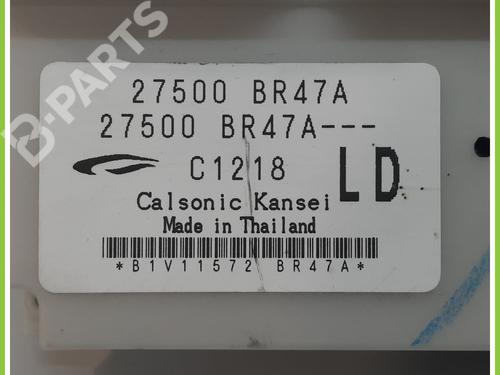 B-PARTS
27500 BR47A
27500 BR47A---
C1218
LD
Calsonic Kansei
Made in Thailand
*B1V11572 BR47A*